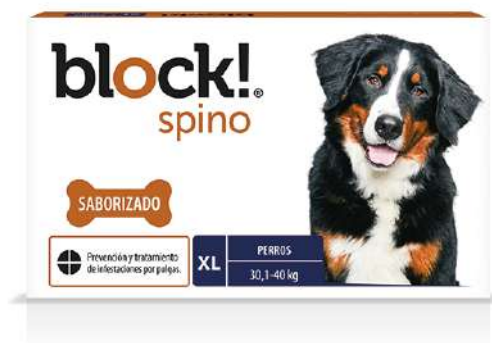 block!®
spino
SABORIZADO
Prevención y tratamiento
de infestaciones por pulgas.
XL
PERROS
30,1-40 kg